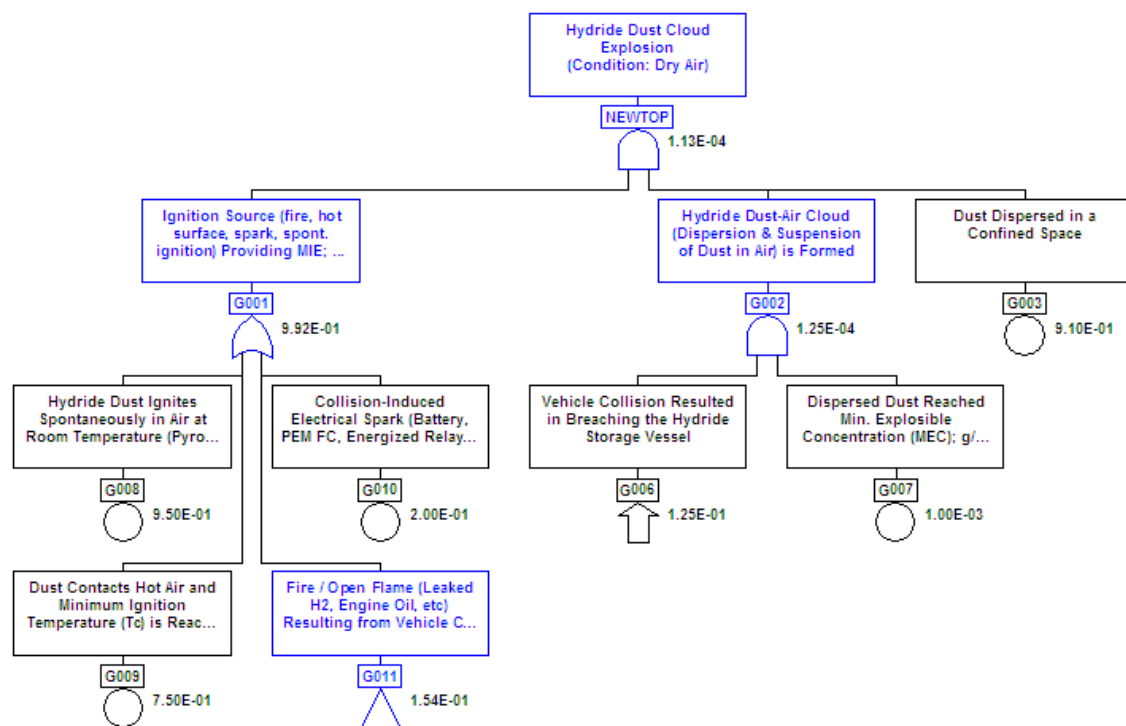 Hydride Dust Cloud
Explosion
(Condition: Dry Air)
NEWTOP
1.13E-04
Ignition Source (fire, hot
surface, spark, spont.
ignition) Providing MIE; ...
G001
9.92E-01
Hydride Dust-Air Cloud
(Dispersion & Suspension
of Dust in Air) is Formed
G002
1.25E-04
Dust Dispersed in a
Confined Space
G003
9.10E-01
Hydride Dust Ignites
Spontaneously in Air at
Room Temperature (Pyro...
G008
9.50E-01
Collision-Induced
Electrical Spark (Battery,
PEM FC, Energized Relay...
G010
2.00E-01
Vehicle Collision Resulted
in Breaching the Hydride
Storage Vessel
G006
1.25E-01
Dispersed Dust Reached
Min. Explosible
Concentration (MEC); g/...
G007
1.00E-03
Dust Contacts Hot Air and
Minimum Ignition
Temperature (Tc) is Reac...
G009
7.50E-01
Fire / Open Flame (Leaked
H2, Engine Oil, etc)
Resulting from Vehicle C...
G011
1.54E-01